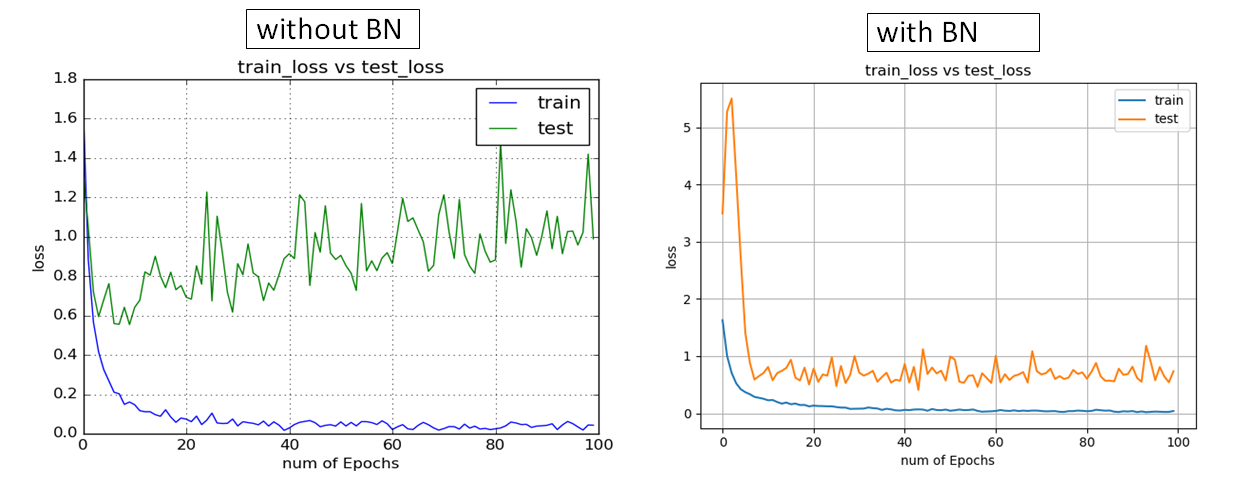 without BN
train_loss vs test_loss
1.8
1.6
1.4
1.2
1.0
0.8
0.6
0.4
0.2
0.0
0
20
40
60
80
100
loss
num of Epochs
train
test
with BN
train_loss vs test_loss
5
4
3
2
1
0
0
20
40
60
80
100
loss
num of Epochs
train
test